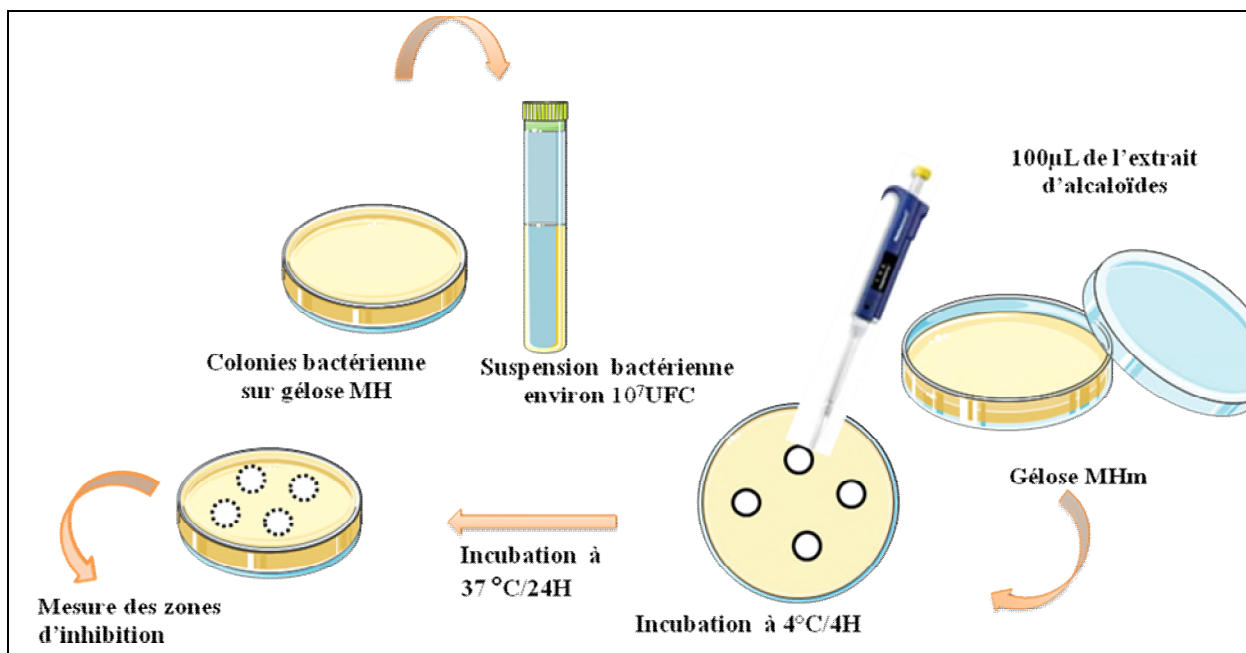 Colonies bactérienne
sur gélose MH
Suspension bactérienne
environ 10⁷UFC
100µL de l’extrait
d’alcaloïdes
Gélose MHm
Incubation à 4°C/4H
Incubation à
37 °C/24H
Mesure des zones
d’inhibition